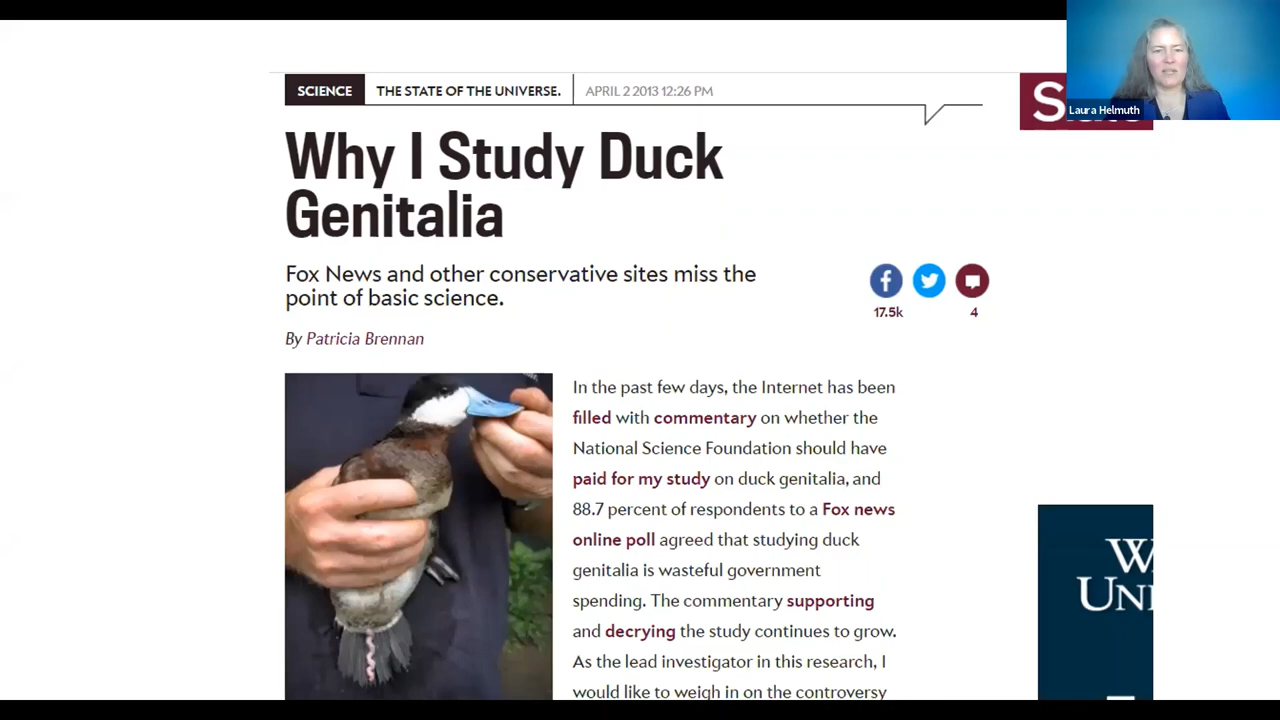 SCIENCE THE STATE OF THE UNIVERSE. APRIL 2 2013 12:26 PM
Laura Helmuth
Why I Study Duck
Genitalia
Fox News and other conservative sites miss the
point of basic science.
17.5k 4
By Patricia Brennan
In the past few days, the Internet has been
filled with commentary on whether the
National Science Foundation should have
paid for my study on duck genitalia, and
88.7 percent of respondents to a Fox news
online poll agreed that studying duck
genitalia is wasteful government
spending. The commentary supporting
and decrying the study continues to grow.
As the lead investigator in this research, I
would like to weigh in on the controversy